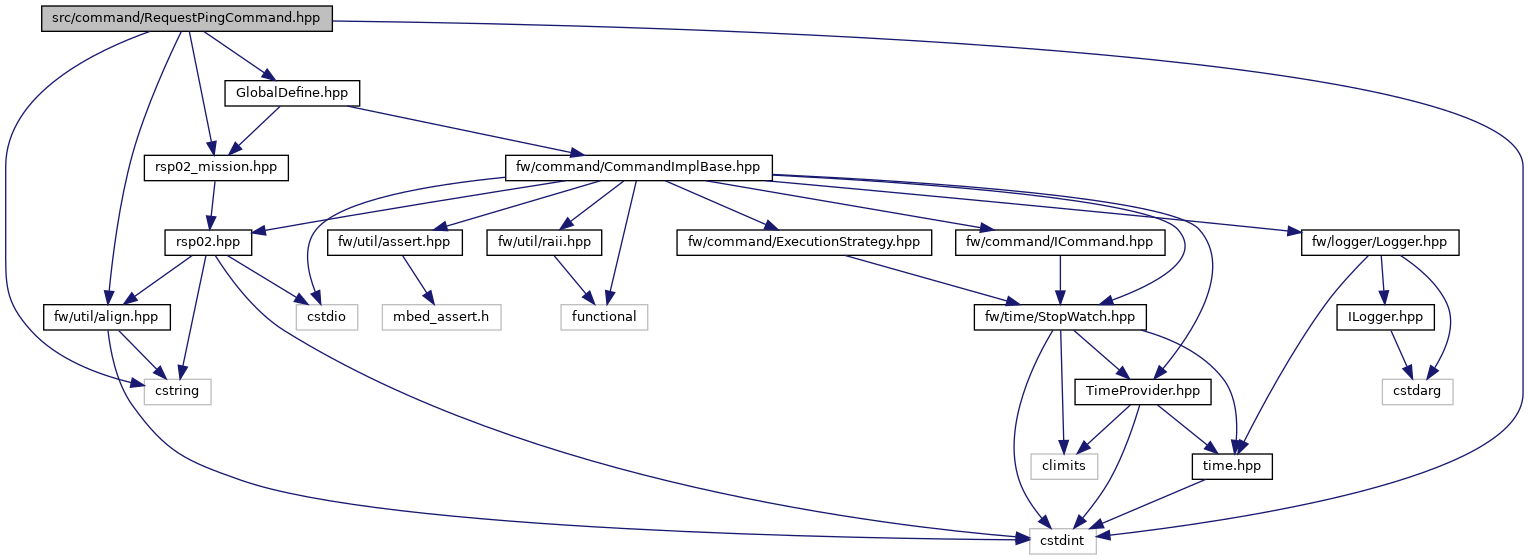 src/command/RequestPingCommand.hpp
GlobalDefine.hpp
rsp02_mission.hpp
fw/command/CommandImplBase.hpp
rsp02.hpp
fw/util/assert.hpp
fw/util/raii.hpp
fw/command/ExecutionStrategy.hpp
fw/command/ICommand.hpp
fw/logger/Logger.hpp
fw/util/align.hpp
cstdio
mbed_assert.h
functional
fw/time/StopWatch.hpp
ILogger.hpp
cstring
TimeProvider.hpp
cstdarg
climits
time.hpp
cstdint